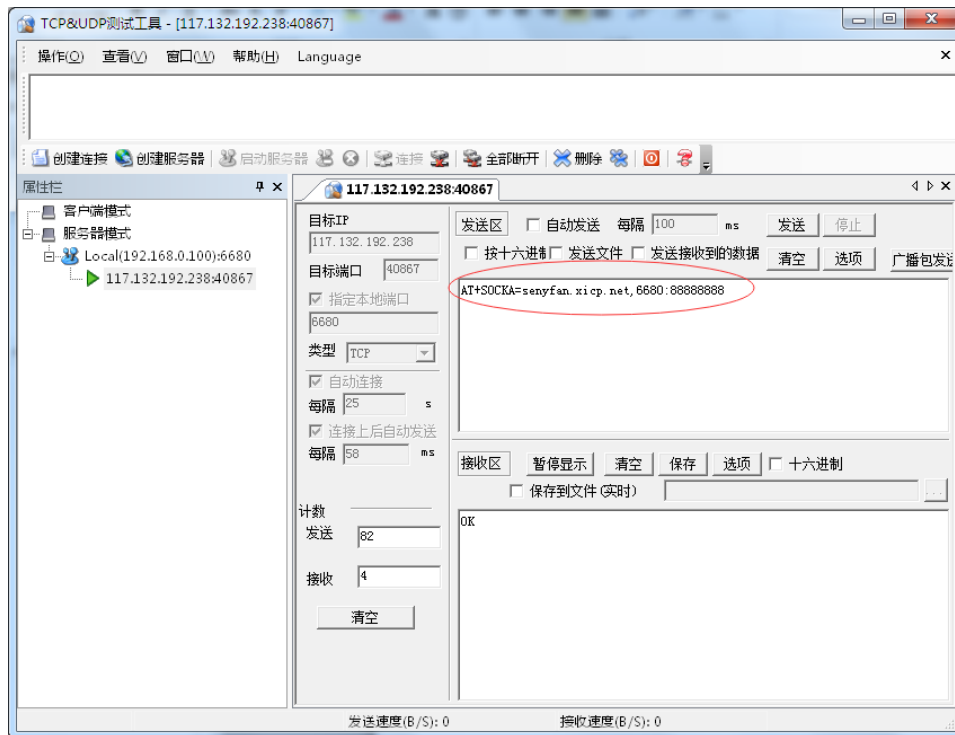 TCP&UDP测试工具 - [117.132.192.238:40867]
操作(O) 查看(V) 窗口(W) 帮助(H) Language
创建连接 创建服务器 启动服务器 连接 全部断开 删除
属性栏
客户端模式
服务器模式
Local(192.168.0.100):6680
117.132.192.238:40867
117.132.192.238:40867
目标IP
117.132.192.238
目标端口 40867
指定本地端口
6680
类型 TCP
自动连接
每隔 25 s
连接上后自动发送
每隔 58 ms
计数
发送 82
接收 4
清空
发送区 自动发送 每隔 100 ms 发送 停止
按十六进制 发送文件 发送接收到的数据 清空 选项 广播包发送
AT+SOCKA=senyfan.xicp.net,6680:88888888
接收区 暂停显示 清空 保存 选项 十六进制
保存到文件(实时) ...
OK
发送速度(B/S): 0 接收速度(B/S): 0